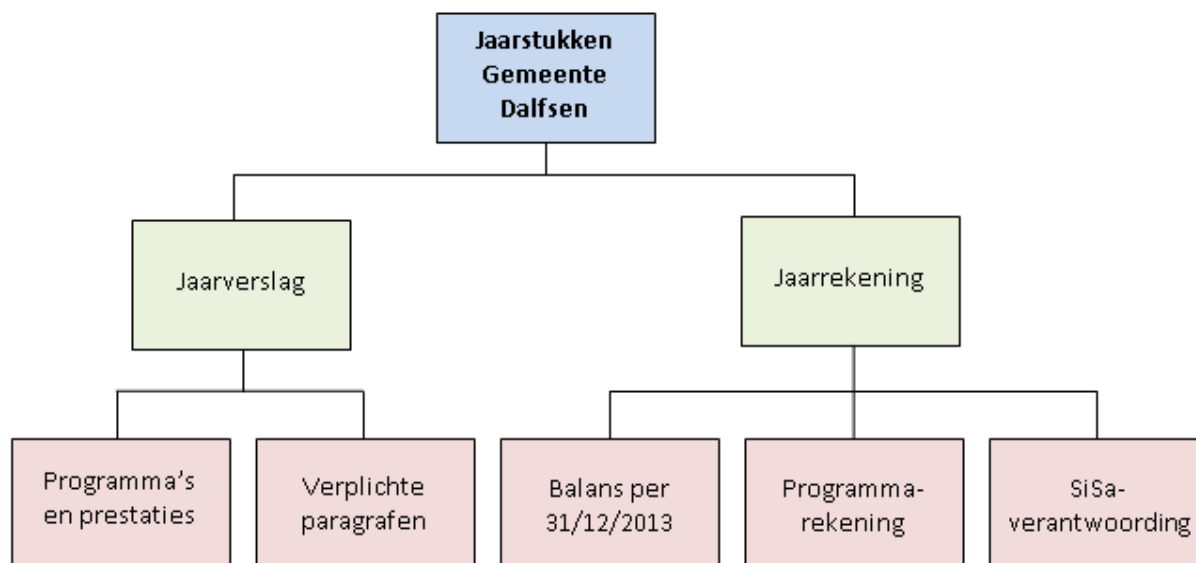 Jaarstukken
Gemeente
Dalfsen
Jaarverslag
Jaarrekening
Programma's
en prestaties
Verplichte
paragrafen
Balans per
31/12/2013
Programma-
rekening
SiSa-
verantwoording